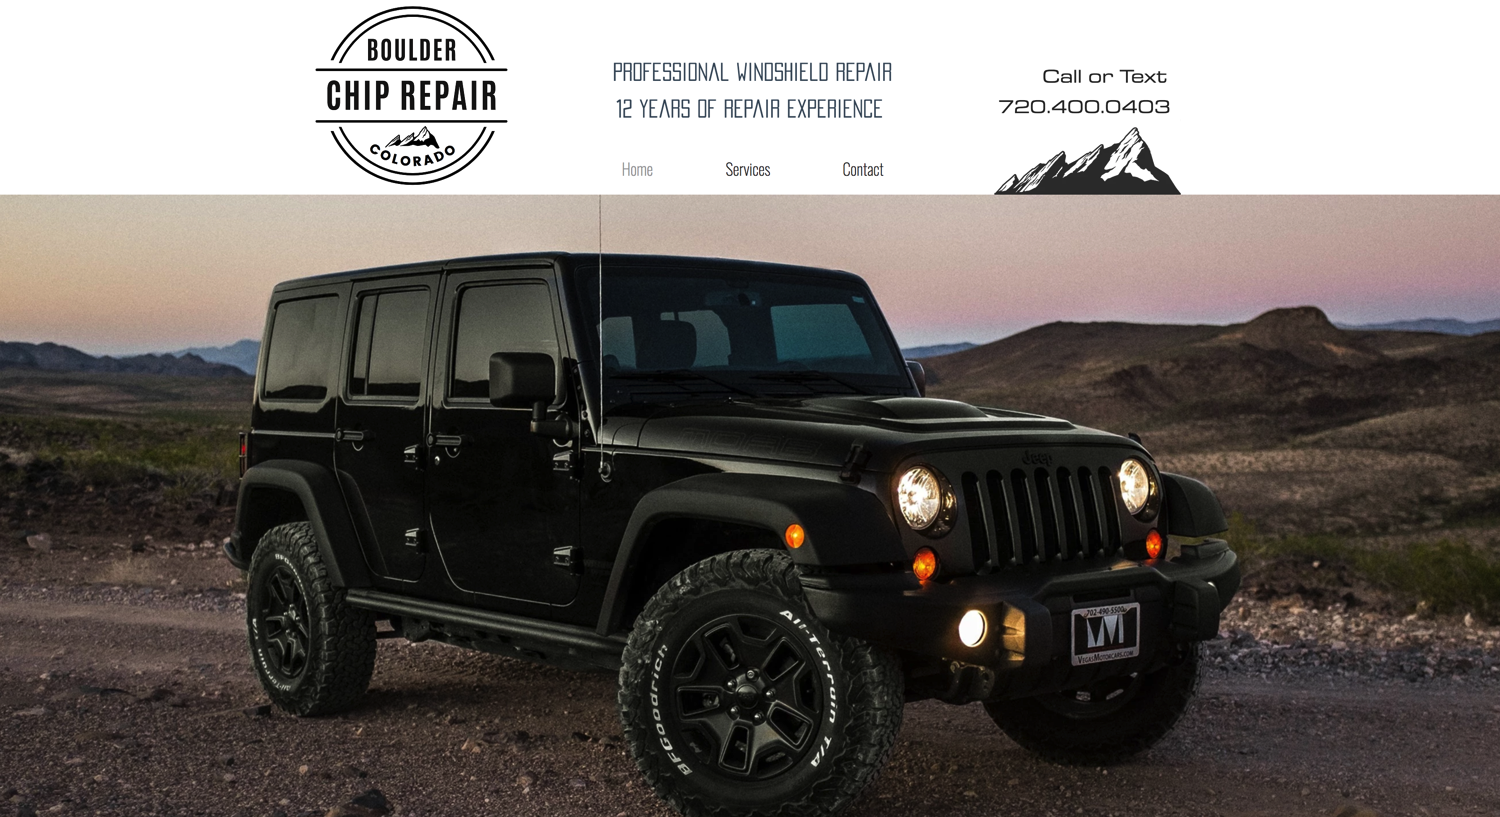 BOULDER
CHIP REPAIR
COLORADO
PROFESSIONAL WINDSHIELD REPAIR
12 YEARS OF REPAIR EXPERIENCE
Call or Text
720.400.0403
Home
Services
Contact
Jeep
702-490-5500
VM
VegasMotorcars.com
BFGoodrich
All-Terrain T/A